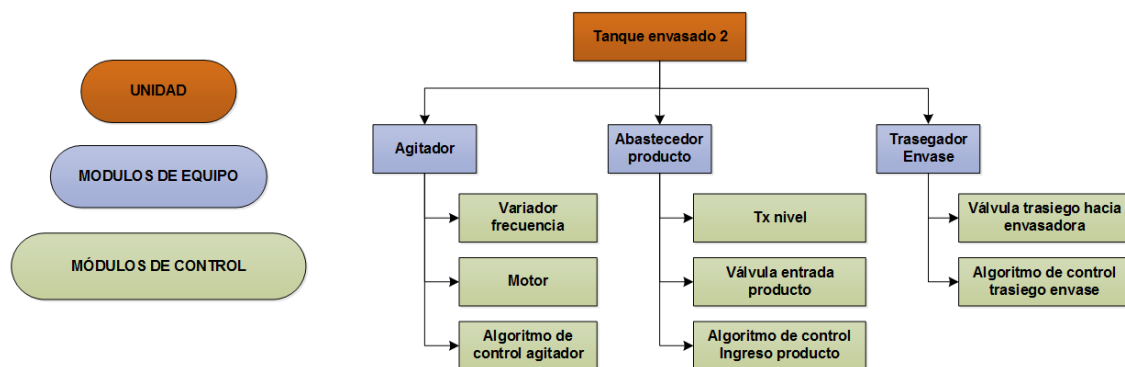 Tanque envasado 2
UNIDAD
MODULOS DE EQUIPO
MÓDULOS DE CONTROL
Agitador
Variador
frecuencia
Motor
Algoritmo de
control agitador
Abastecedor
producto
Tx nivel
Válvula entrada
producto
Algoritmo de control
Ingreso producto
Trasegador
Envase
Válvula trasiego hacia
envasadora
Algoritmo de control
trasiego envase